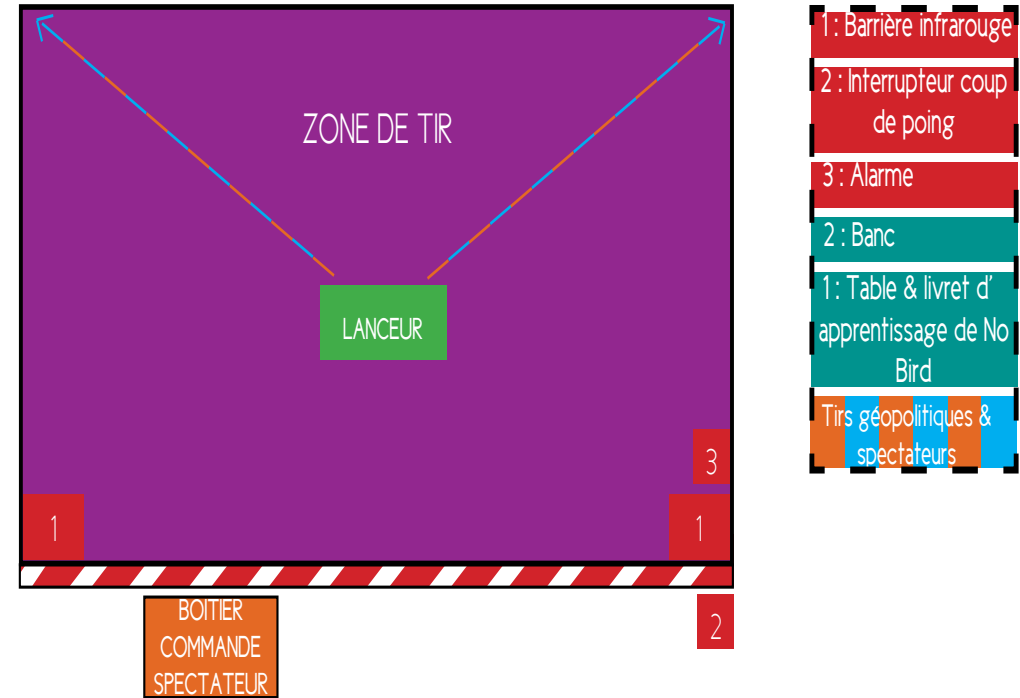 ZONE DE TIR
LANCEUR
3
1
1
BOITIER
COMMANDE
SPECTATEUR
2
1 : Barrière infrarouge
2 : Interrupteur coup
de poing
3 : Alarme
2 : Banc
1 : Table & livret d'
apprentissage de No
Bird
Tirs géopolitiques &
spectateurs